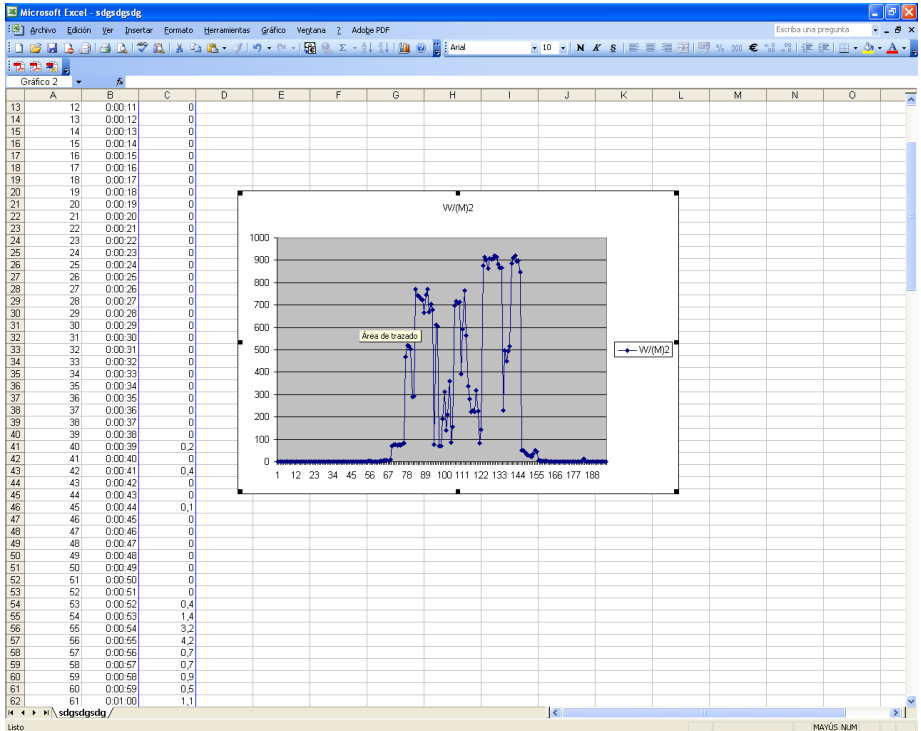 Microsoft Excel - sdgsgdsgdg
Archivo Edición Ver Insertar Formato Herramientas Gráfico Ventana ? Adobe PDF Escriba una pregunta
Arial 10 N K S % 000 €
Gráfico 2 fx
A B C D E F G H I J K L M N O
13 12 0:00:11 0
14 13 0:00:12 0
15 14 0:00:13 0
16 15 0:00:14 0
17 16 0:00:15 0
18 17 0:00:16 0
19 18 0:00:17 0
20 19 0:00:18 0
21 20 0:00:19 0
22 21 0:00:20 0
23 22 0:00:21 0
24 23 0:00:22 0
25 24 0:00:23 0
26 25 0:00:24 0
27 26 0:00:25 0
28 27 0:00:26 0
29 28 0:00:27 0
30 29 0:00:28 0
31 30 0:00:29 0
32 31 0:00:30 0
33 32 0:00:31 0
34 33 0:00:32 0
35 34 0:00:33 0
36 35 0:00:34 0
37 36 0:00:35 0
38 37 0:00:36 0
39 38 0:00:37 0
40 39 0:00:38 0
41 40 0:00:39 0,2
42 41 0:00:40 0
43 42 0:00:41 0,4
44 43 0:00:42 0
45 44 0:00:43 0
46 45 0:00:44 0,1
47 46 0:00:45 0
48 47 0:00:46 0
49 48 0:00:47 0
50 49 0:00:48 0
51 50 0:00:49 0
52 51 0:00:50 0
53 52 0:00:51 0
54 53 0:00:52 0,4
55 54 0:00:53 1,4
56 55 0:00:54 3,2
57 56 0:00:55 4,2
58 57 0:00:56 0,7
59 58 0:00:57 0,7
60 59 0:00:58 0,9
61 60 0:00:59 0,5
62 61 0:01:00 1,1
W/(M)2
1000
900
800
700
600
500
400
300
200
100
0
1 12 23 34 45 56 67 78 89 100 111 122 133 144 155 166 177 188
Área de trazado
W/(M)2
sdgsdgsdg
Listo MAYÚS NUM